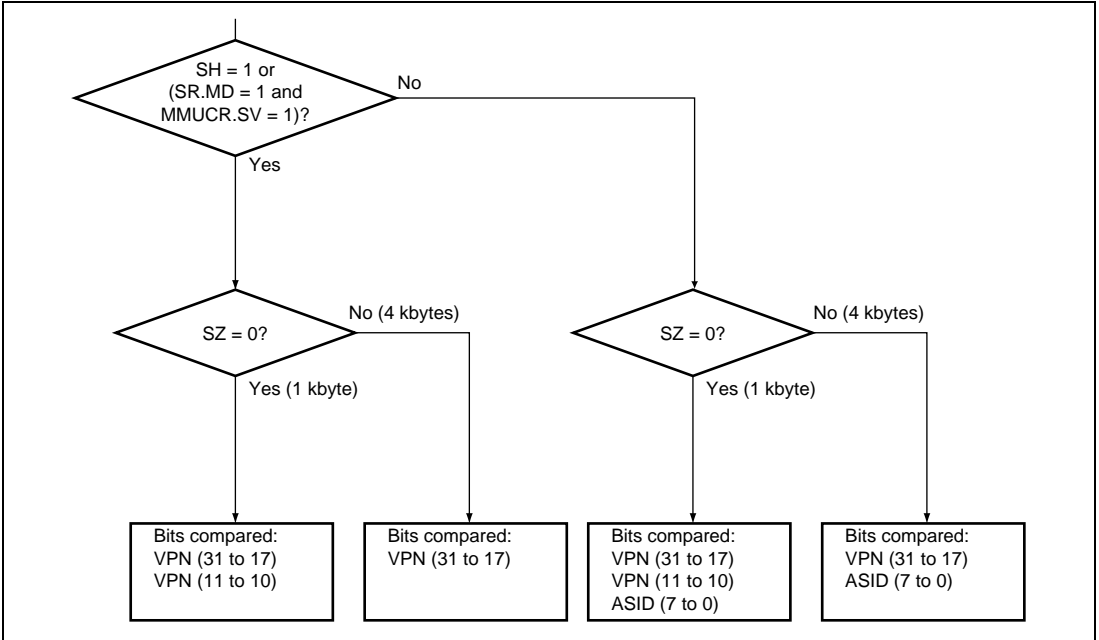 SH = 1 or
(SR.MD = 1 and
MMUCR.SV = 1)?
No
Yes
SZ = 0?
No (4 kbytes)
Yes (1 kbyte)
SZ = 0?
No (4 kbytes)
Yes (1 kbyte)
Bits compared:
VPN (31 to 17)
VPN (11 to 10)
Bits compared:
VPN (31 to 17)
Bits compared:
VPN (31 to 17)
VPN (11 to 10)
ASID (7 to 0)
Bits compared:
VPN (31 to 17)
ASID (7 to 0)